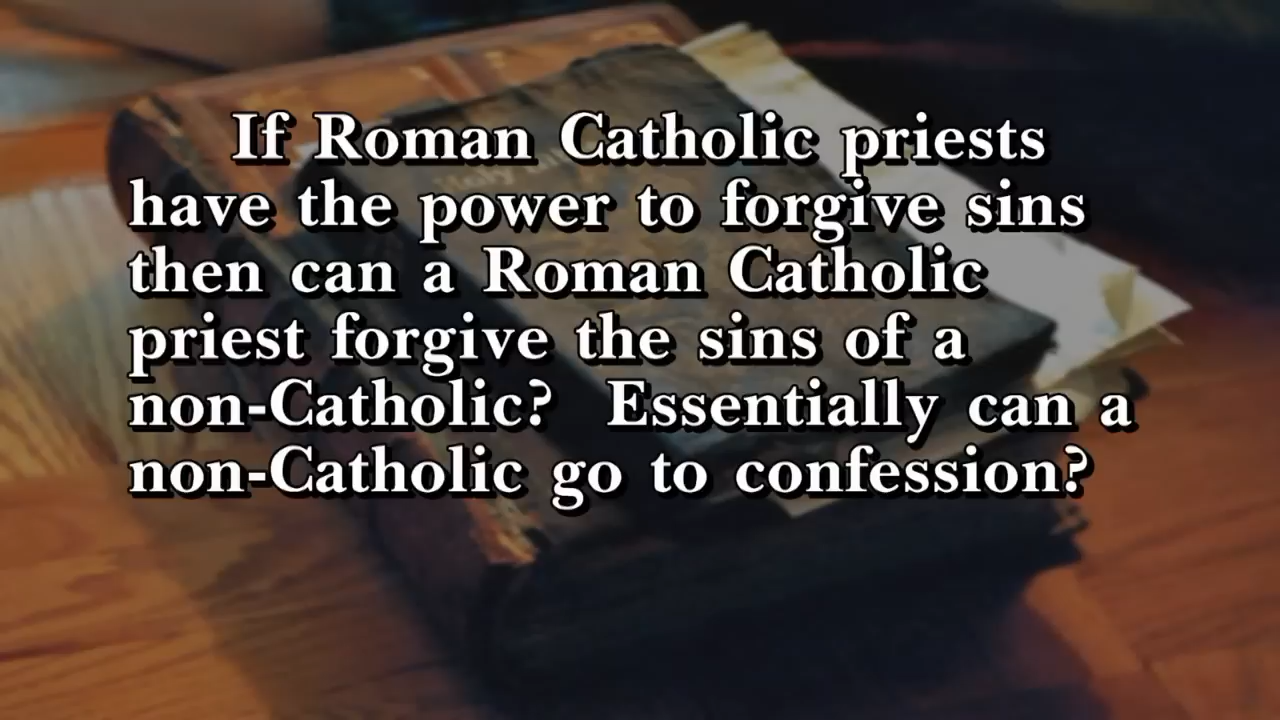 If Roman Catholic priests
have the power to forgive sins
then can a Roman Catholic
priest forgive the sins of a
non-Catholic? Essentially can a
non-Catholic go to confession?